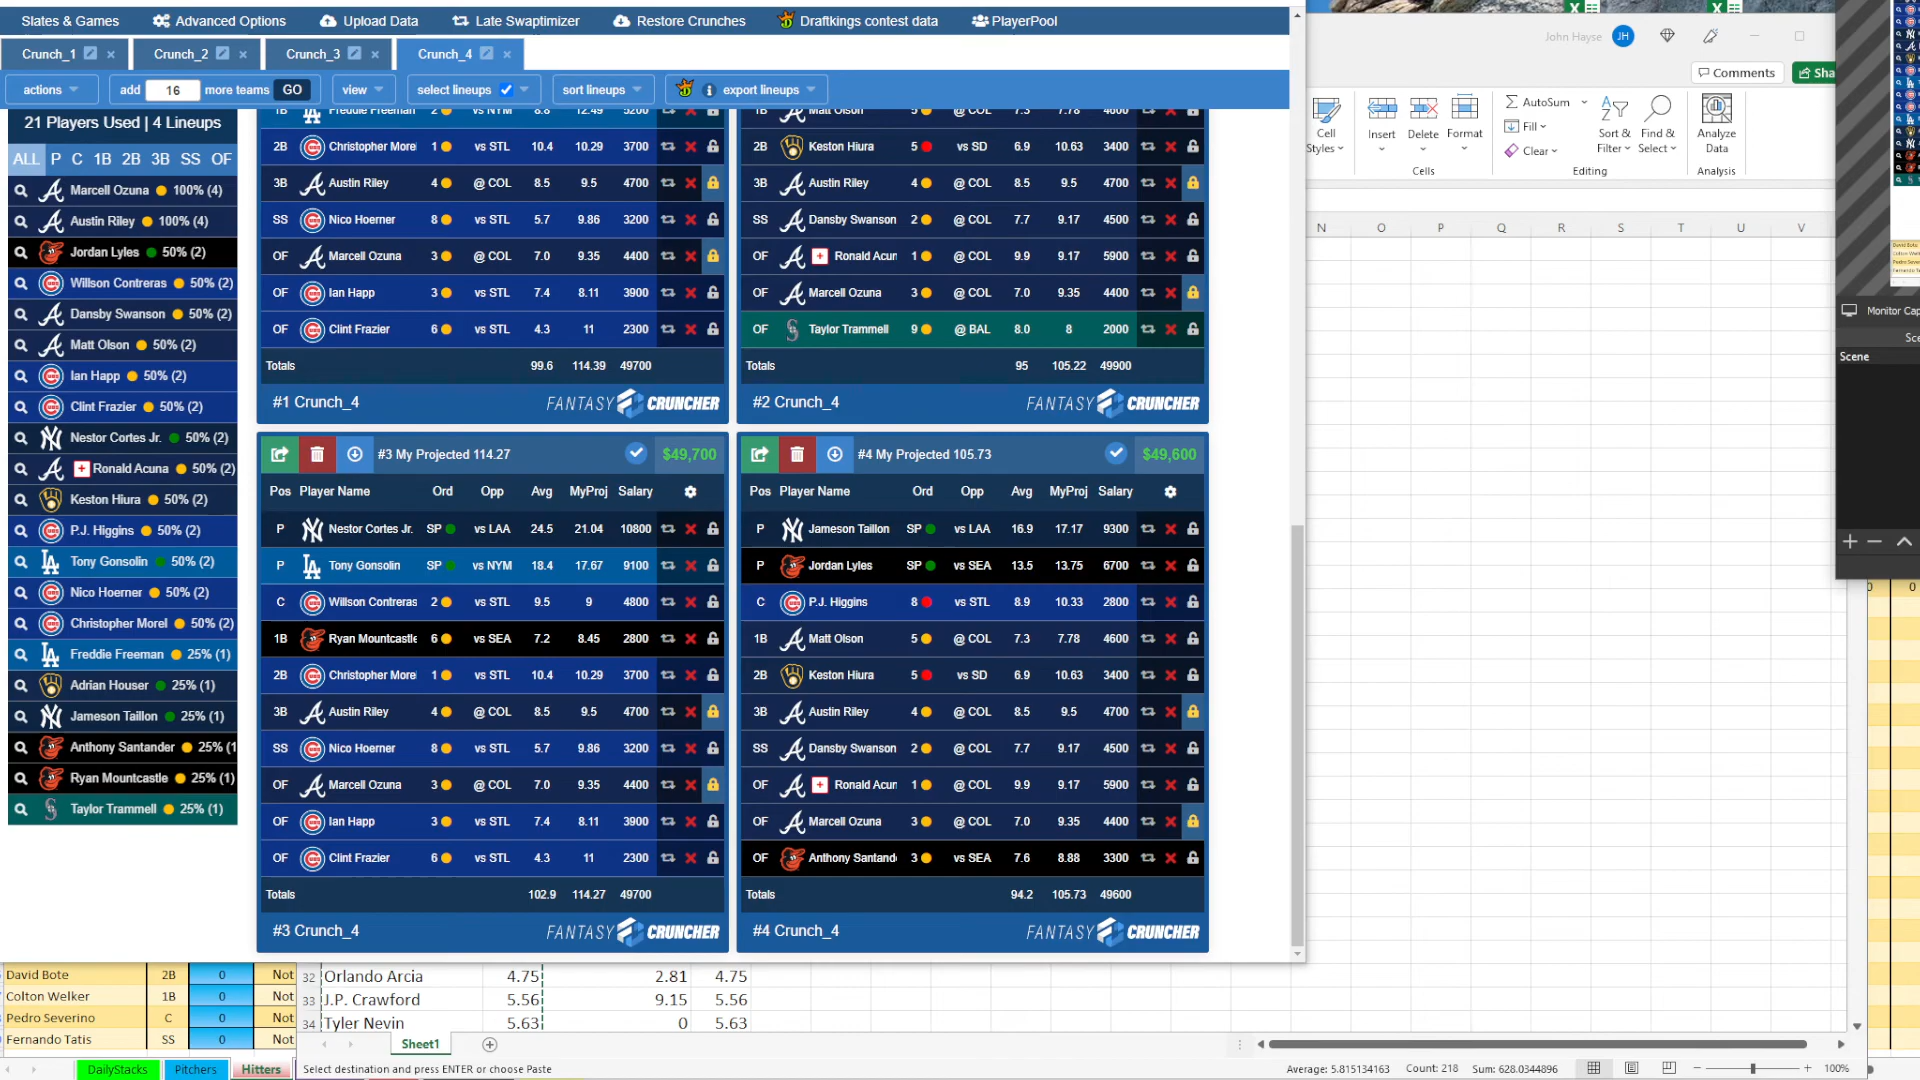 Slates & Games Advanced Options Upload Data Late Swaptimizer Restore Crunches Draftkings contest data PlayerPool
Crunch_1 × Crunch_2 × Crunch_3 × Crunch_4 ×
actions add 16 more teams GO view select lineups sort lineups export lineups
21 Players Used | 4 Lineups
ALL P C 1B 2B 3B SS OF
Marcell Ozuna 100% (4)
Austin Riley 100% (4)
Jordan Lyles 50% (2)
Willson Contreras 50% (2)
Dansby Swanson 50% (2)
Matt Olson 50% (2)
Ian Happ 50% (2)
Clint Frazier 50% (2)
Nestor Cortes Jr. 50% (2)
Ronald Acuna 50% (2)
Keston Hiura 50% (2)
P.J. Higgins 50% (2)
Tony Gonsolin 50% (2)
Nico Hoerner 50% (2)
Christopher Morel 50% (2)
Freddie Freeman 25% (1)
Adrian Houser 25% (1)
Jameson Taillon 25% (1)
Anthony Santander 25% (1
Ryan Mountcastle 25% (1)
Taylor Trammell 25% (1)
1B Freddie Freeman 2 vs NYM 8.8 12.49 5200
2B Christopher More 1 vs STL 10.4 10.29 3700
3B Austin Riley 4 @ COL 8.5 9.5 4700
SS Nico Hoerner 8 vs STL 5.7 9.86 3200
OF Marcell Ozuna 3 @ COL 7.0 9.35 4400
OF Ian Happ 3 vs STL 7.4 8.11 3900
OF Clint Frazier 6 vs STL 4.3 11 2300
Totals 99.6 114.39 49700
#1 Crunch_4 FANTASY CRUNCHER
1B Matt Olson 5 @ COL 7.3 7.78 4600
2B Keston Hiura 5 vs SD 6.9 10.63 3400
3B Austin Riley 4 @ COL 8.5 9.5 4700
SS Dansby Swanson 2 @ COL 7.7 9.17 4500
OF Ronald Acun 1 @ COL 9.9 9.17 5900
OF Marcell Ozuna 3 @ COL 7.0 9.35 4400
OF Taylor Trammell 9 @ BAL 8.0 8 2000
Totals 95 105.22 49900
#2 Crunch_4 FANTASY CRUNCHER
#3 My Projected 114.27 $49,700
Pos Player Name Ord Opp Avg MyProj Salary
P Nestor Cortes Jr. SP vs LAA 24.5 21.04 10800
P Tony Gonsolin SP vs NYM 18.4 17.67 9100
C Willson Contreras 2 vs STL 9.5 9 4800
1B Ryan Mountcastle 6 vs SEA 7.2 8.45 2800
2B Christopher More 1 vs STL 10.4 10.29 3700
3B Austin Riley 4 @ COL 8.5 9.5 4700
SS Nico Hoerner 8 vs STL 5.7 9.86 3200
OF Marcell Ozuna 3 @ COL 7.0 9.35 4400
OF Ian Happ 3 vs STL 7.4 8.11 3900
OF Clint Frazier 6 vs STL 4.3 11 2300
Totals 102.9 114.27 49700
#3 Crunch_4 FANTASY CRUNCHER
#4 My Projected 105.73 $49,600
Pos Player Name Ord Opp Avg MyProj Salary
P Jameson Taillon SP vs LAA 16.9 17.17 9300
P Jordan Lyles SP vs SEA 13.5 13.75 6700
C P.J. Higgins 8 vs STL 8.9 10.33 2800
1B Matt Olson 5 @ COL 7.3 7.78 4600
2B Keston Hiura 5 vs SD 6.9 10.63 3400
3B Austin Riley 4 @ COL 8.5 9.5 4700
SS Dansby Swanson 2 @ COL 7.7 9.17 4500
OF Ronald Acun 1 @ COL 9.9 9.17 5900
OF Marcell Ozuna 3 @ COL 7.0 9.35 4400
OF Anthony Santand 3 vs SEA 7.6 8.88 3300
Totals 94.2 105.73 49600
#4 Crunch_4 FANTASY CRUNCHER
John Hayse JH
Comments Sha
Cell Styles Insert Delete Format AutoSum Fill Clear Sort & Filter Find & Select Analyze Data
Cells Editing Analysis
N O P Q R S T U V
Monitor Cap
Sce
Scene
David Bote 2B 0 Not
Colton Welker 1B 0 Not
Pedro Severino C 0 Not
Fernando Tatis SS 0 Not
32 Orlando Arcia 4.75 2.81 4.75
33 J.P. Crawford 5.56 9.15 5.56
34 Tyler Nevin 5.63 0 5.63
Sheet1
DailyStacks Pitchers Hitters
Select destination and press ENTER or choose Paste
Average: 5.815134163 Count: 218 Sum: 628.0344896 100%